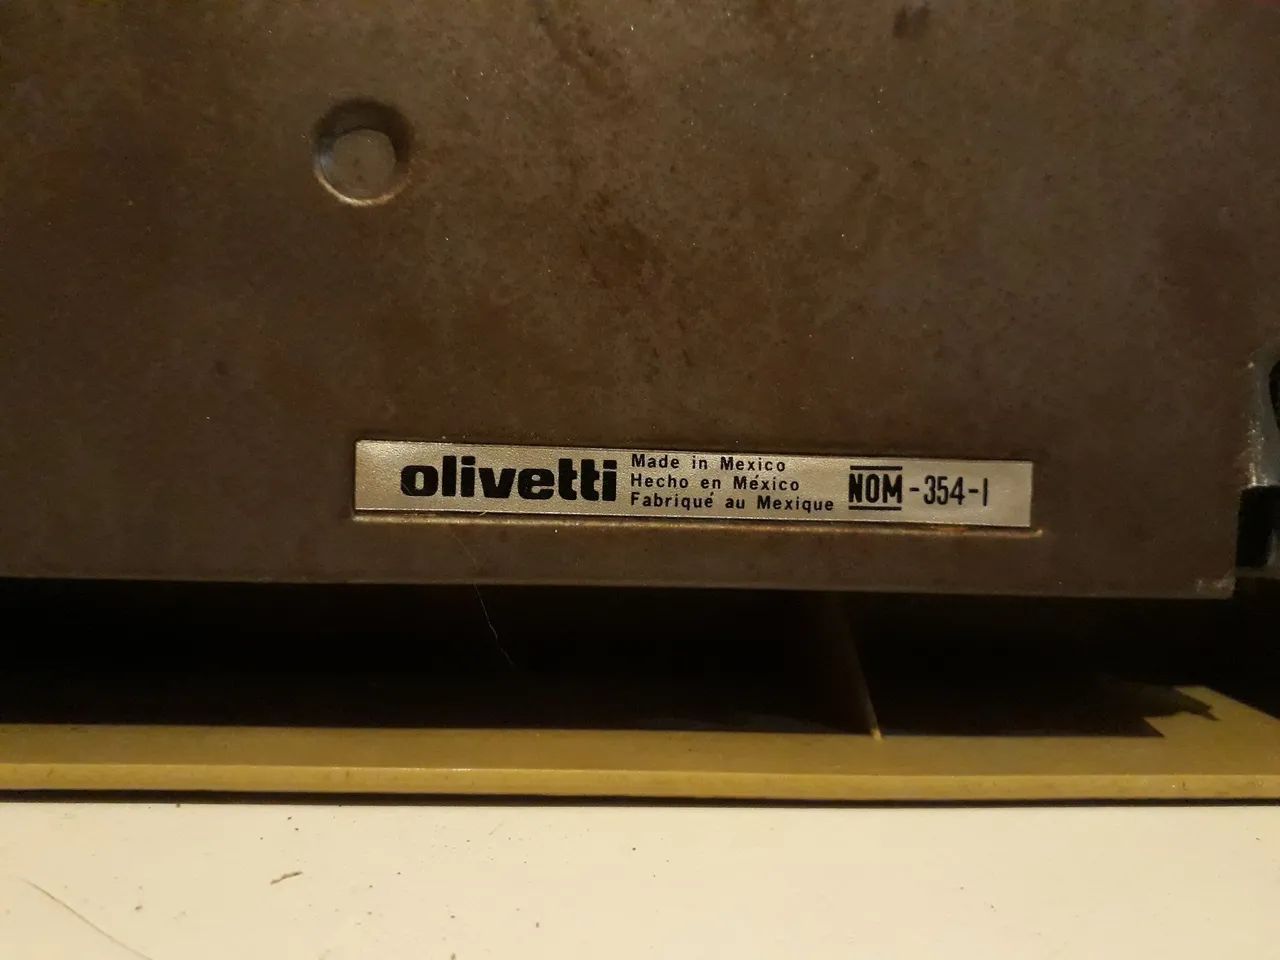 olivetti
Made in Mexico
Hecho en México
Fabriqué au Mexique
NOM-354-I